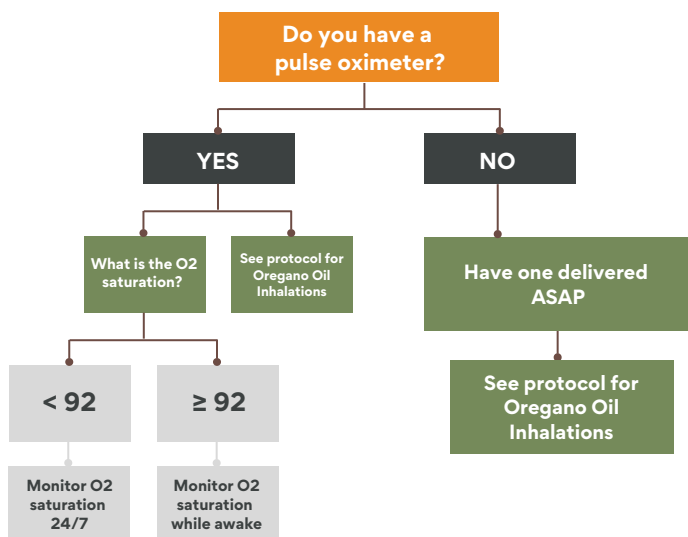 Do you have a
pulse oximeter?
YES
NO
What is the O2
saturation?
See protocol for
Oregano Oil
Inhalations
Have one delivered
ASAP
< 92
≥ 92
See protocol for
Oregano Oil
Inhalations
Monitor O2
saturation
24/7
Monitor O2
saturation
while awake